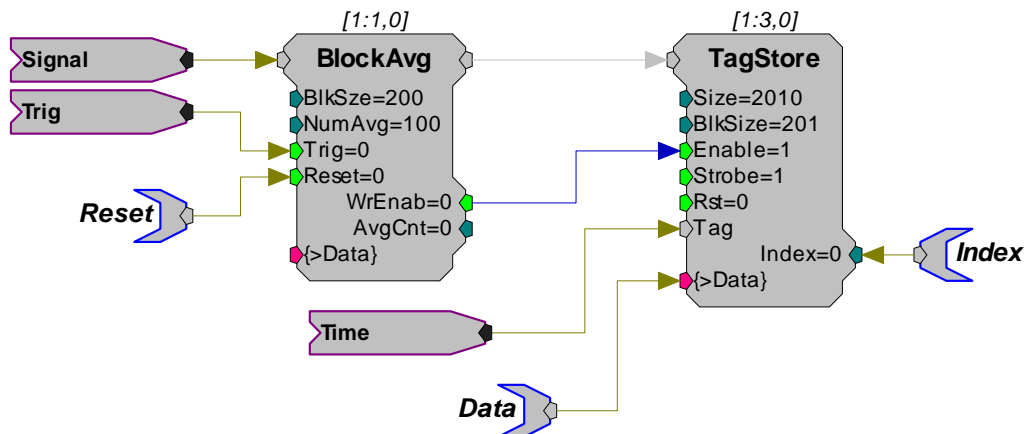 [1:1,0]
[1:3,0]
Signal
BlockAvg
TagStore
BlkSze=200
Size=2010
Trig
NumAvg=100
BlkSize=201
Trig=0
Enable=1
Reset=0
Strobe=1
Reset
WrEnab=0
Rst=0
AvgCnt=0
Tag
{>Data}
Index=0
Index
{>Data}
Time
Data